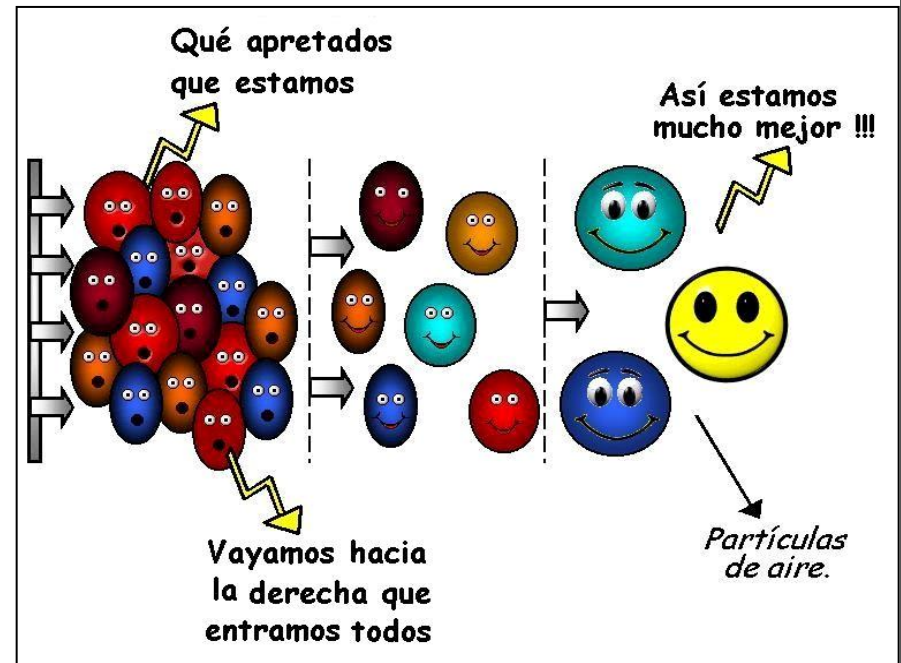 Qué apretados
que estamos
Así estamos
mucho mejor !!!
Vayamos hacia
la derecha que
entramos todos
Partículas
de aire.